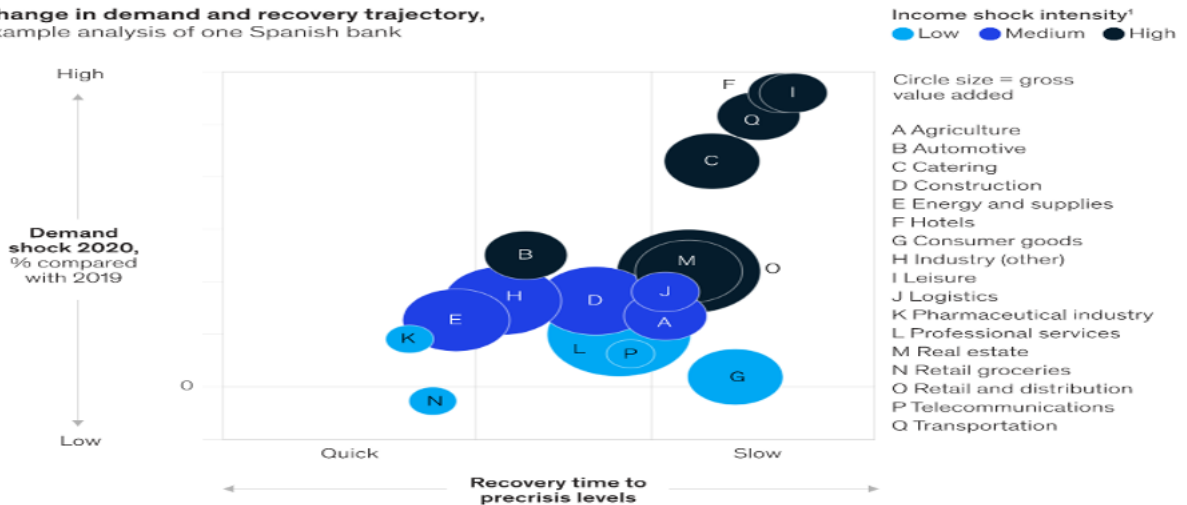 hange in demand and recovery trajectory,
xample analysis of one Spanish bank
Income shock intensity¹
Low Medium High
Circle size = gross
value added
A Agriculture
B Automotive
C Catering
D Construction
E Energy and supplies
F Hotels
G Consumer goods
H Industry (other)
I Leisure
J Logistics
K Pharmaceutical industry
L Professional services
M Real estate
N Retail groceries
O Retail and distribution
P Telecommunications
Q Transportation
High
Demand
shock 2020,
% compared
with 2019
0
Low
F
I
Q
C
B
M
O
H
J
D
E
A
K
L
P
G
N
Quick
Slow
Recovery time to
precrisis levels